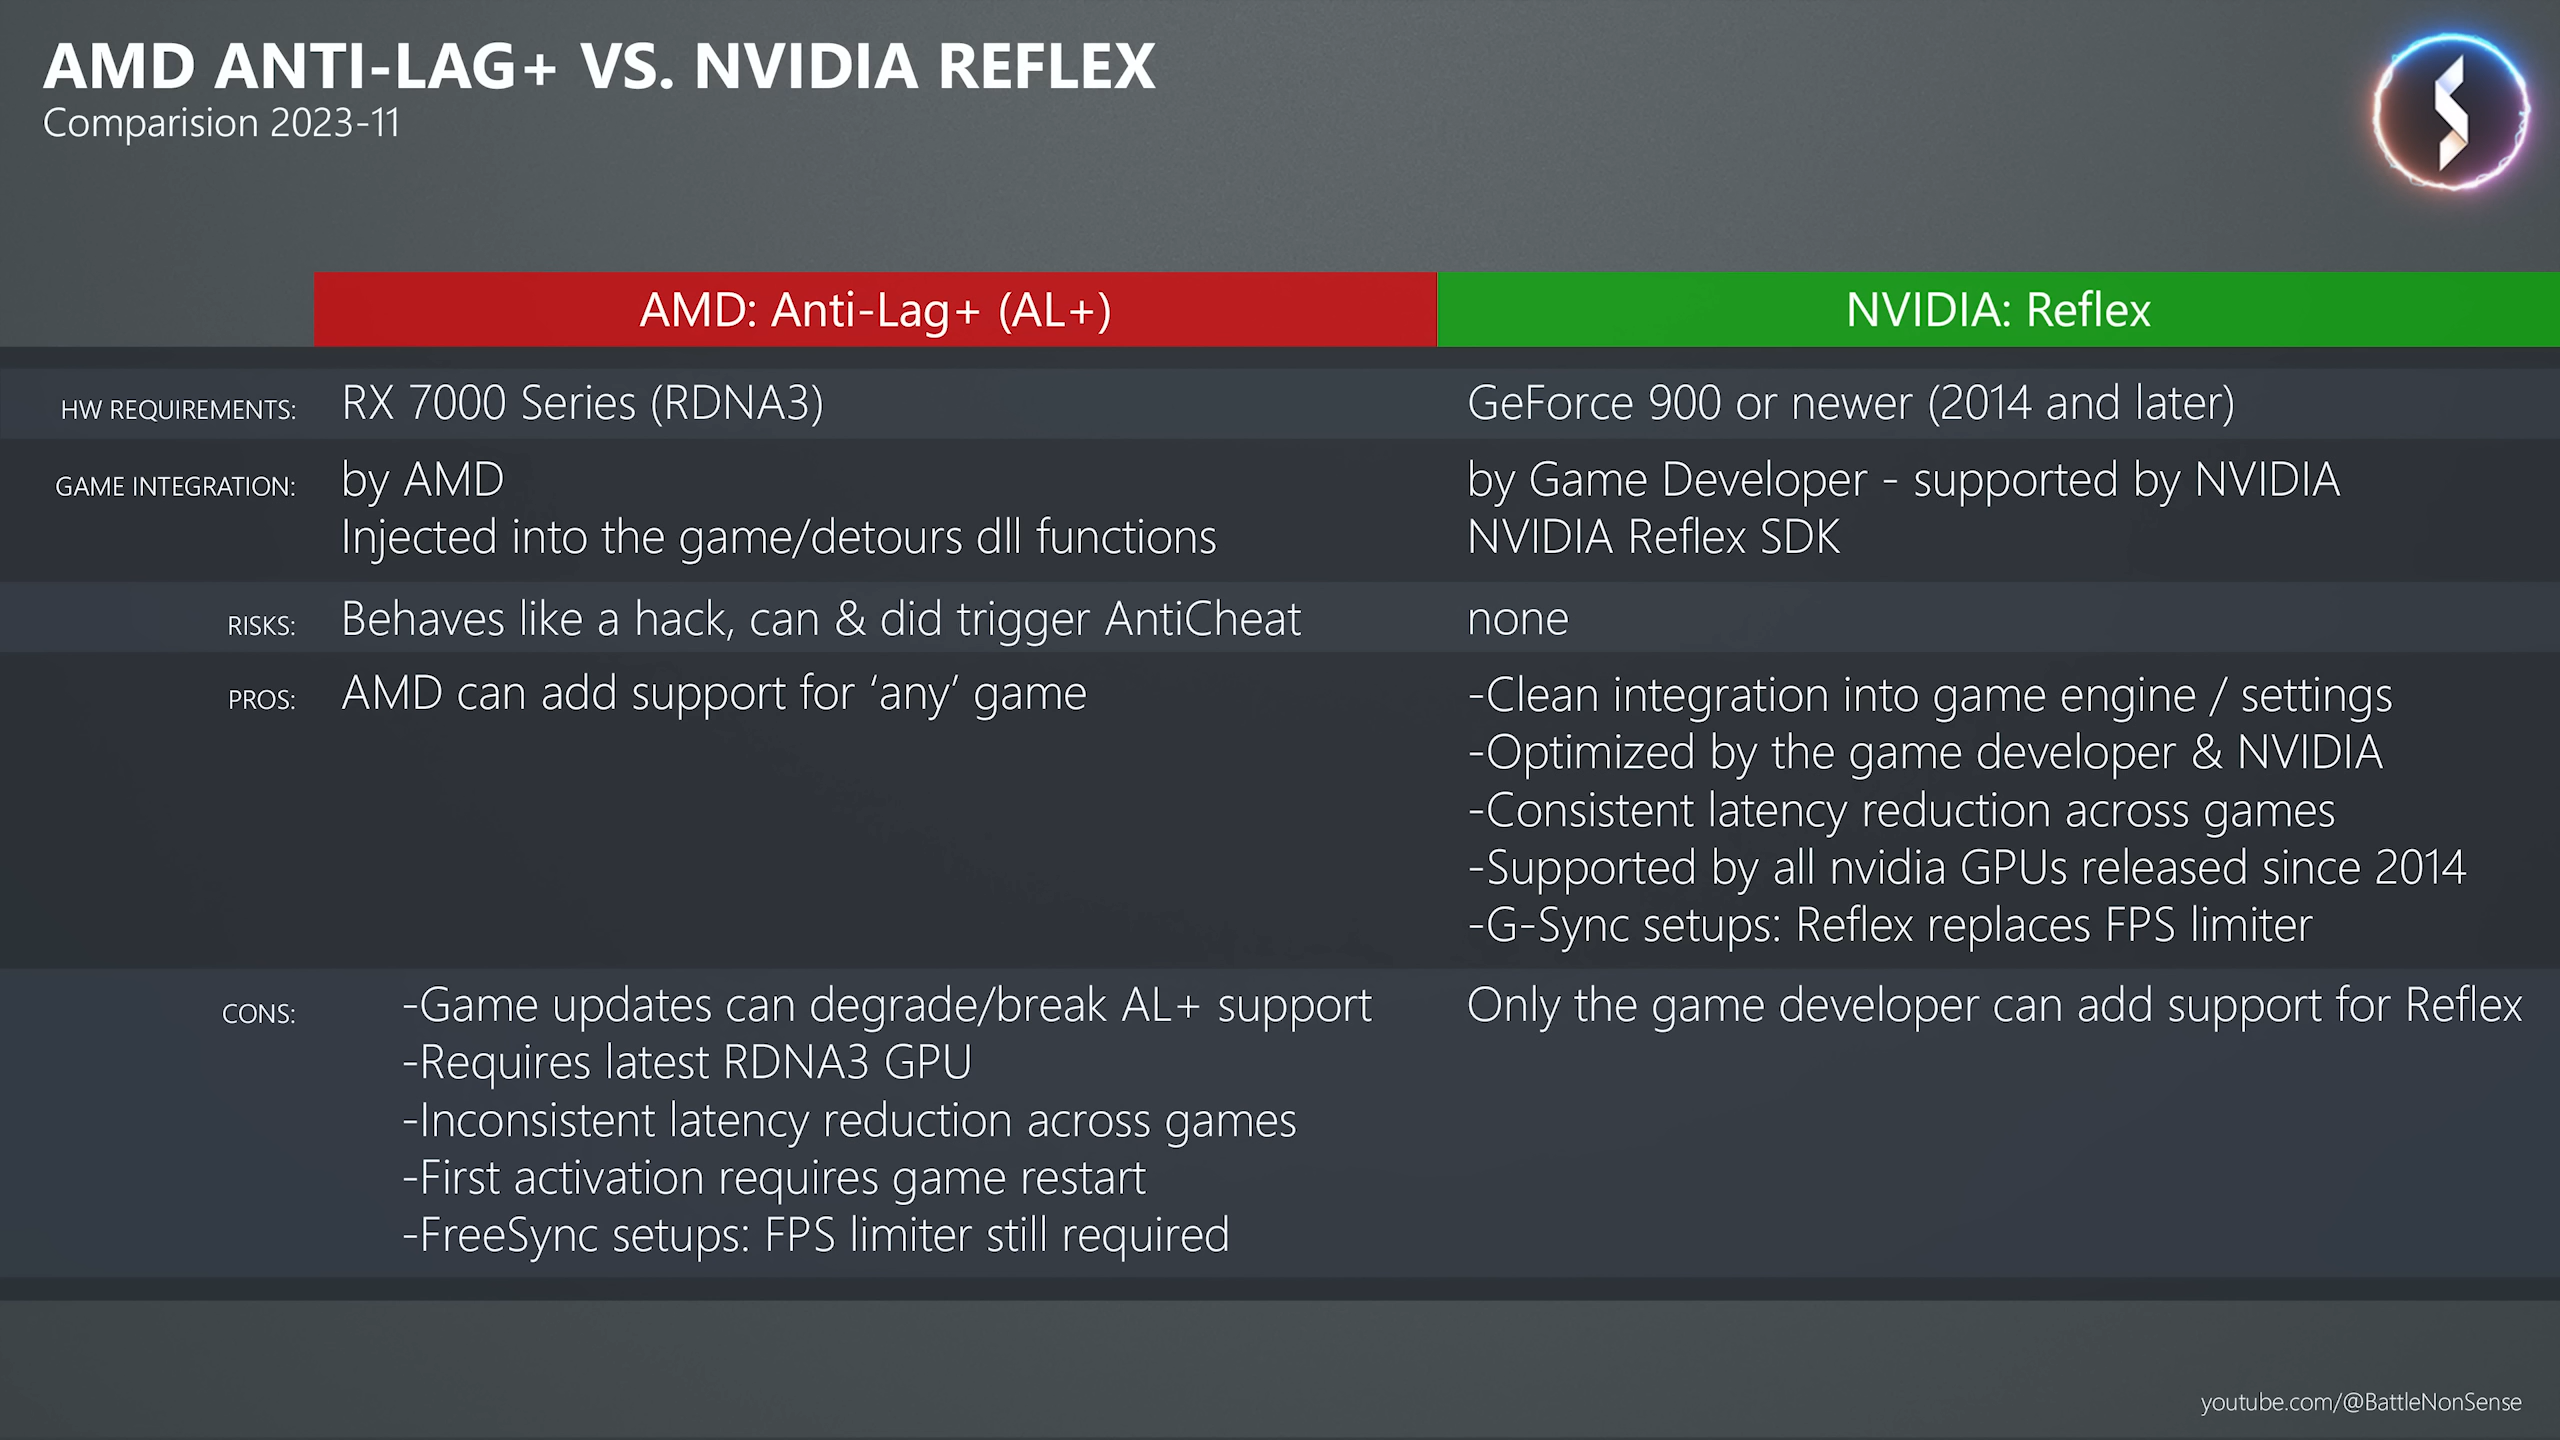 AMD ANTI-LAG+ VS. NVIDIA REFLEX
Comparision 2023-11
AMD: Anti-Lag+ (AL+)
NVIDIA: Reflex
HW REQUIREMENTS:
RX 7000 Series (RDNA3)
GeForce 900 or newer (2014 and later)
GAME INTEGRATION:
by AMD
Injected into the game/detours dll functions
by Game Developer - supported by NVIDIA
NVIDIA Reflex SDK
RISKS:
Behaves like a hack, can & did trigger AntiCheat
none
PROS:
AMD can add support for ‘any’ game
-Clean integration into game engine / settings
-Optimized by the game developer & NVIDIA
-Consistent latency reduction across games
-Supported by all nvidia GPUs released since 2014
-G-Sync setups: Reflex replaces FPS limiter
CONS:
-Game updates can degrade/break AL+ support
-Requires latest RDNA3 GPU
-Inconsistent latency reduction across games
-First activation requires game restart
-FreeSync setups: FPS limiter still required
Only the game developer can add support for Reflex
youtube.com/@BattleNonSense